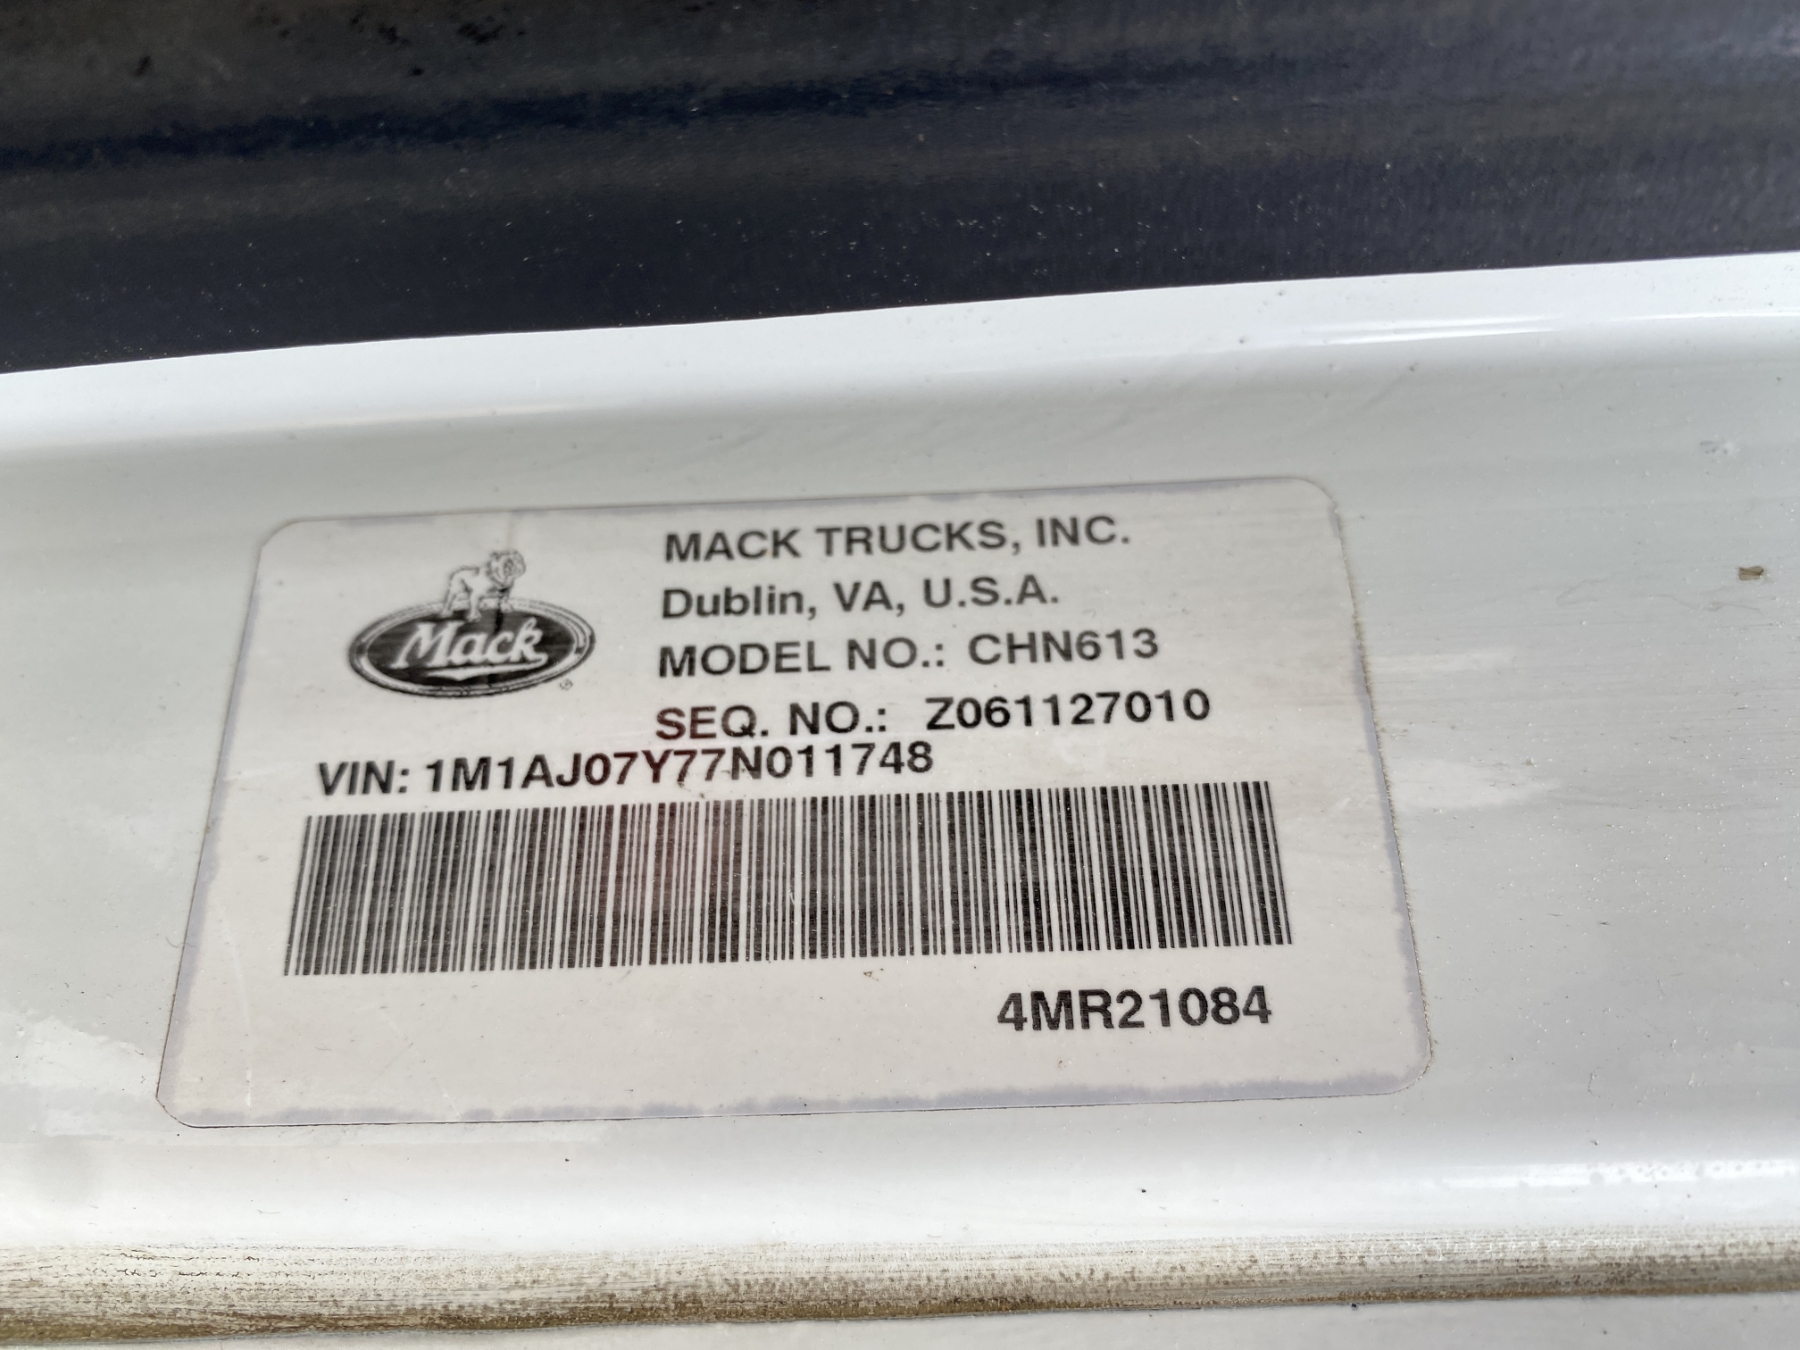 MACK TRUCKS, INC.
Dublin, VA, U.S.A.
Mack
MODEL NO.: CHN613
SEQ. NO.: Z061127010
VIN: 1M1AJ07Y77N011748
4MR21084